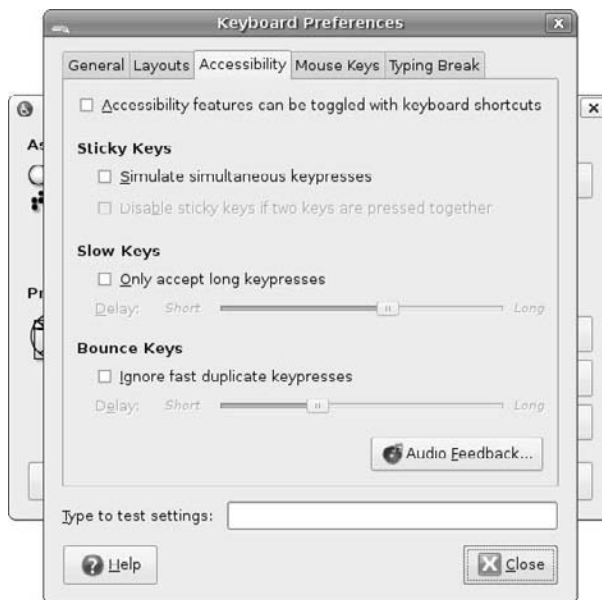 Keyboard Preferences
General Layouts Accessibility Mouse Keys Typing Break
Accessibility features can be toggled with keyboard shortcuts
As
Sticky Keys
Simulate simultaneous keypresses
Disable sticky keys if two keys are pressed together
Slow Keys
Only accept long keypresses
Pr
Delay: Short Long
Bounce Keys
Ignore fast duplicate keypresses
Delay: Short Long
Audio Feedback...
Type to test settings:
Help Close